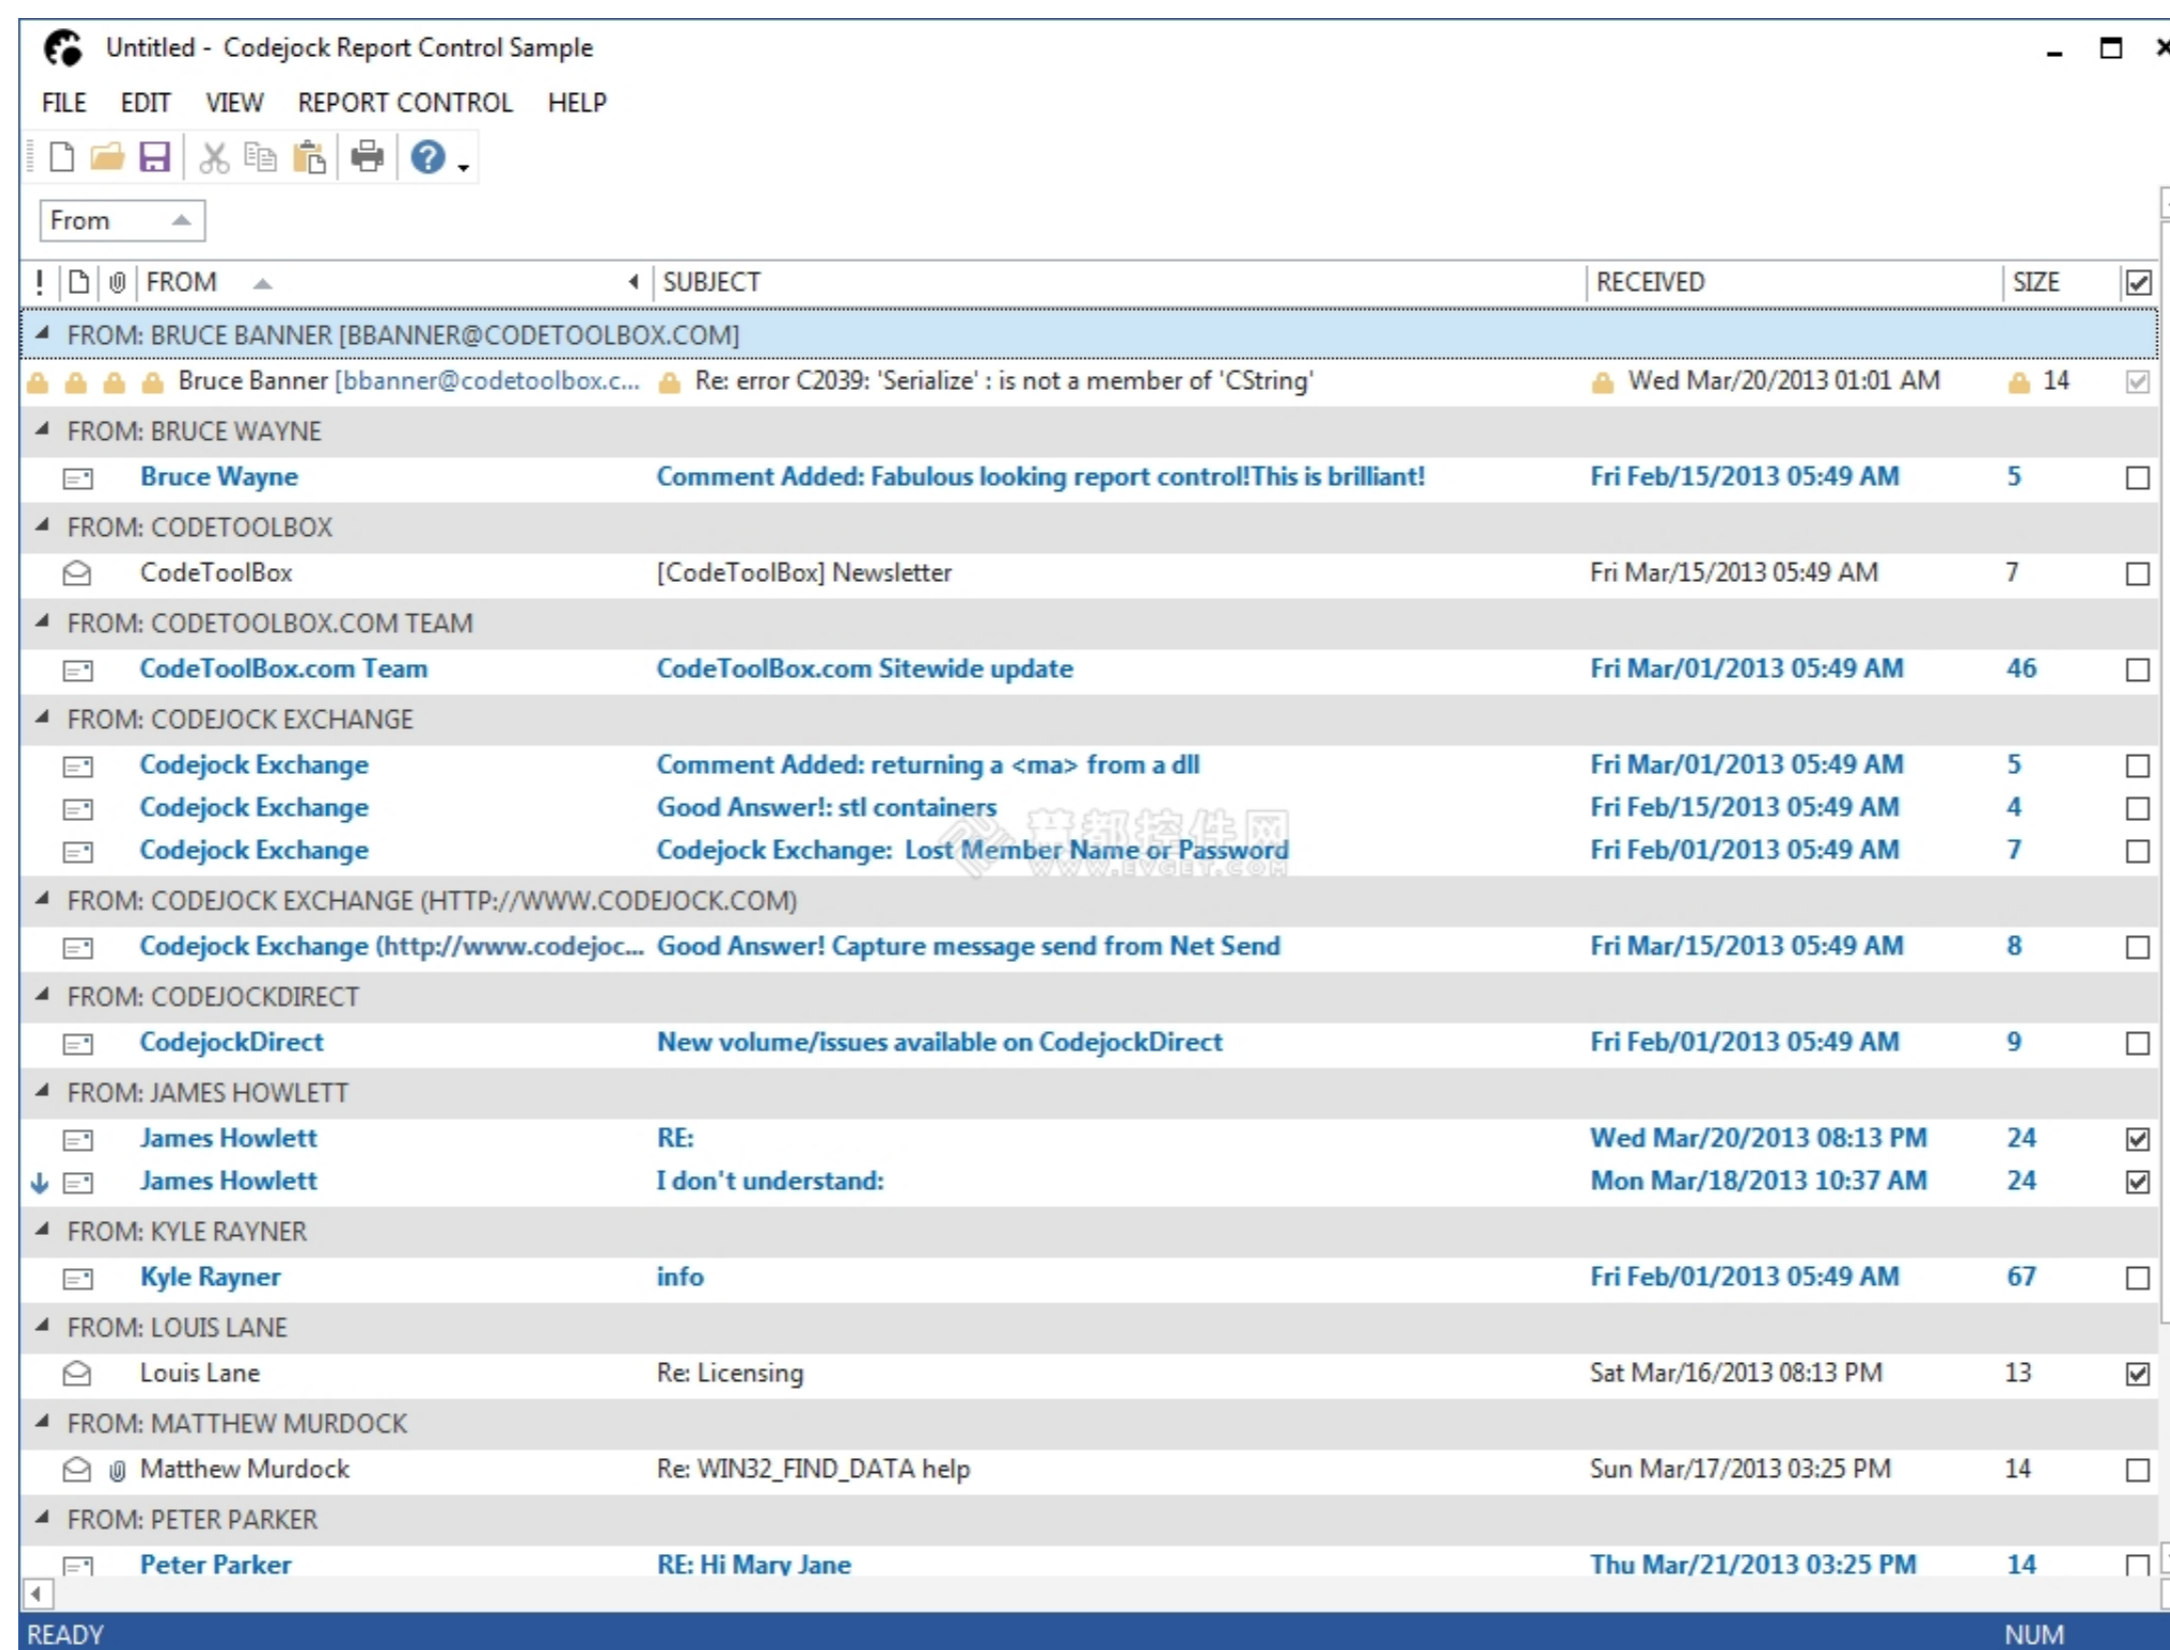 Untitled - Codejock Report Control Sample
FILE EDIT VIEW REPORT CONTROL HELP
From
! FROM SUBJECT RECEIVED SIZE
FROM: BRUCE BANNER [BBANNER@CODETOOLBOX.COM]
Bruce Banner [bbanner@codetoolbox.c... Re: error C2039: 'Serialize' : is not a member of 'CString' Wed Mar/20/2013 01:01 AM 14
FROM: BRUCE WAYNE
Bruce Wayne Comment Added: Fabulous looking report control!This is brilliant! Fri Feb/15/2013 05:49 AM 5
FROM: CODETOOLBOX
CodeToolBox [CodeToolBox] Newsletter Fri Mar/15/2013 05:49 AM 7
FROM: CODETOOLBOX.COM TEAM
CodeToolBox.com Team CodeToolBox.com Sitewide update Fri Mar/01/2013 05:49 AM 46
FROM: CODEJOCK EXCHANGE
Codejock Exchange Comment Added: returning a <ma> from a dll Fri Mar/01/2013 05:49 AM 5
Codejock Exchange Good Answer!: stl containers Fri Feb/15/2013 05:49 AM 4
慧都控件网
Codejock Exchange Codejock Exchange: Lost Member Name or Password Fri Feb/01/2013 05:49 AM 7
WWW.EVGET.COM
FROM: CODEJOCK EXCHANGE (HTTP://WWW.CODEJOCK.COM)
Codejock Exchange (http://www.codejoc... Good Answer! Capture message send from Net Send Fri Mar/15/2013 05:49 AM 8
FROM: CODEJOCKDIRECT
CodejockDirect New volume/issues available on CodejockDirect Fri Feb/01/2013 05:49 AM 9
FROM: JAMES HOWLETT
James Howlett RE: Wed Mar/20/2013 08:13 PM 24
James Howlett I don't understand: Mon Mar/18/2013 10:37 AM 24
FROM: KYLE RAYNER
Kyle Rayner info Fri Feb/01/2013 05:49 AM 67
FROM: LOUIS LANE
Louis Lane Re: Licensing Sat Mar/16/2013 08:13 PM 13
FROM: MATTHEW MURDOCK
Matthew Murdock Re: WIN32_FIND_DATA help Sun Mar/17/2013 03:25 PM 14
FROM: PETER PARKER
Peter Parker RE: Hi Mary Jane Thu Mar/21/2013 03:25 PM 14
READY NUM